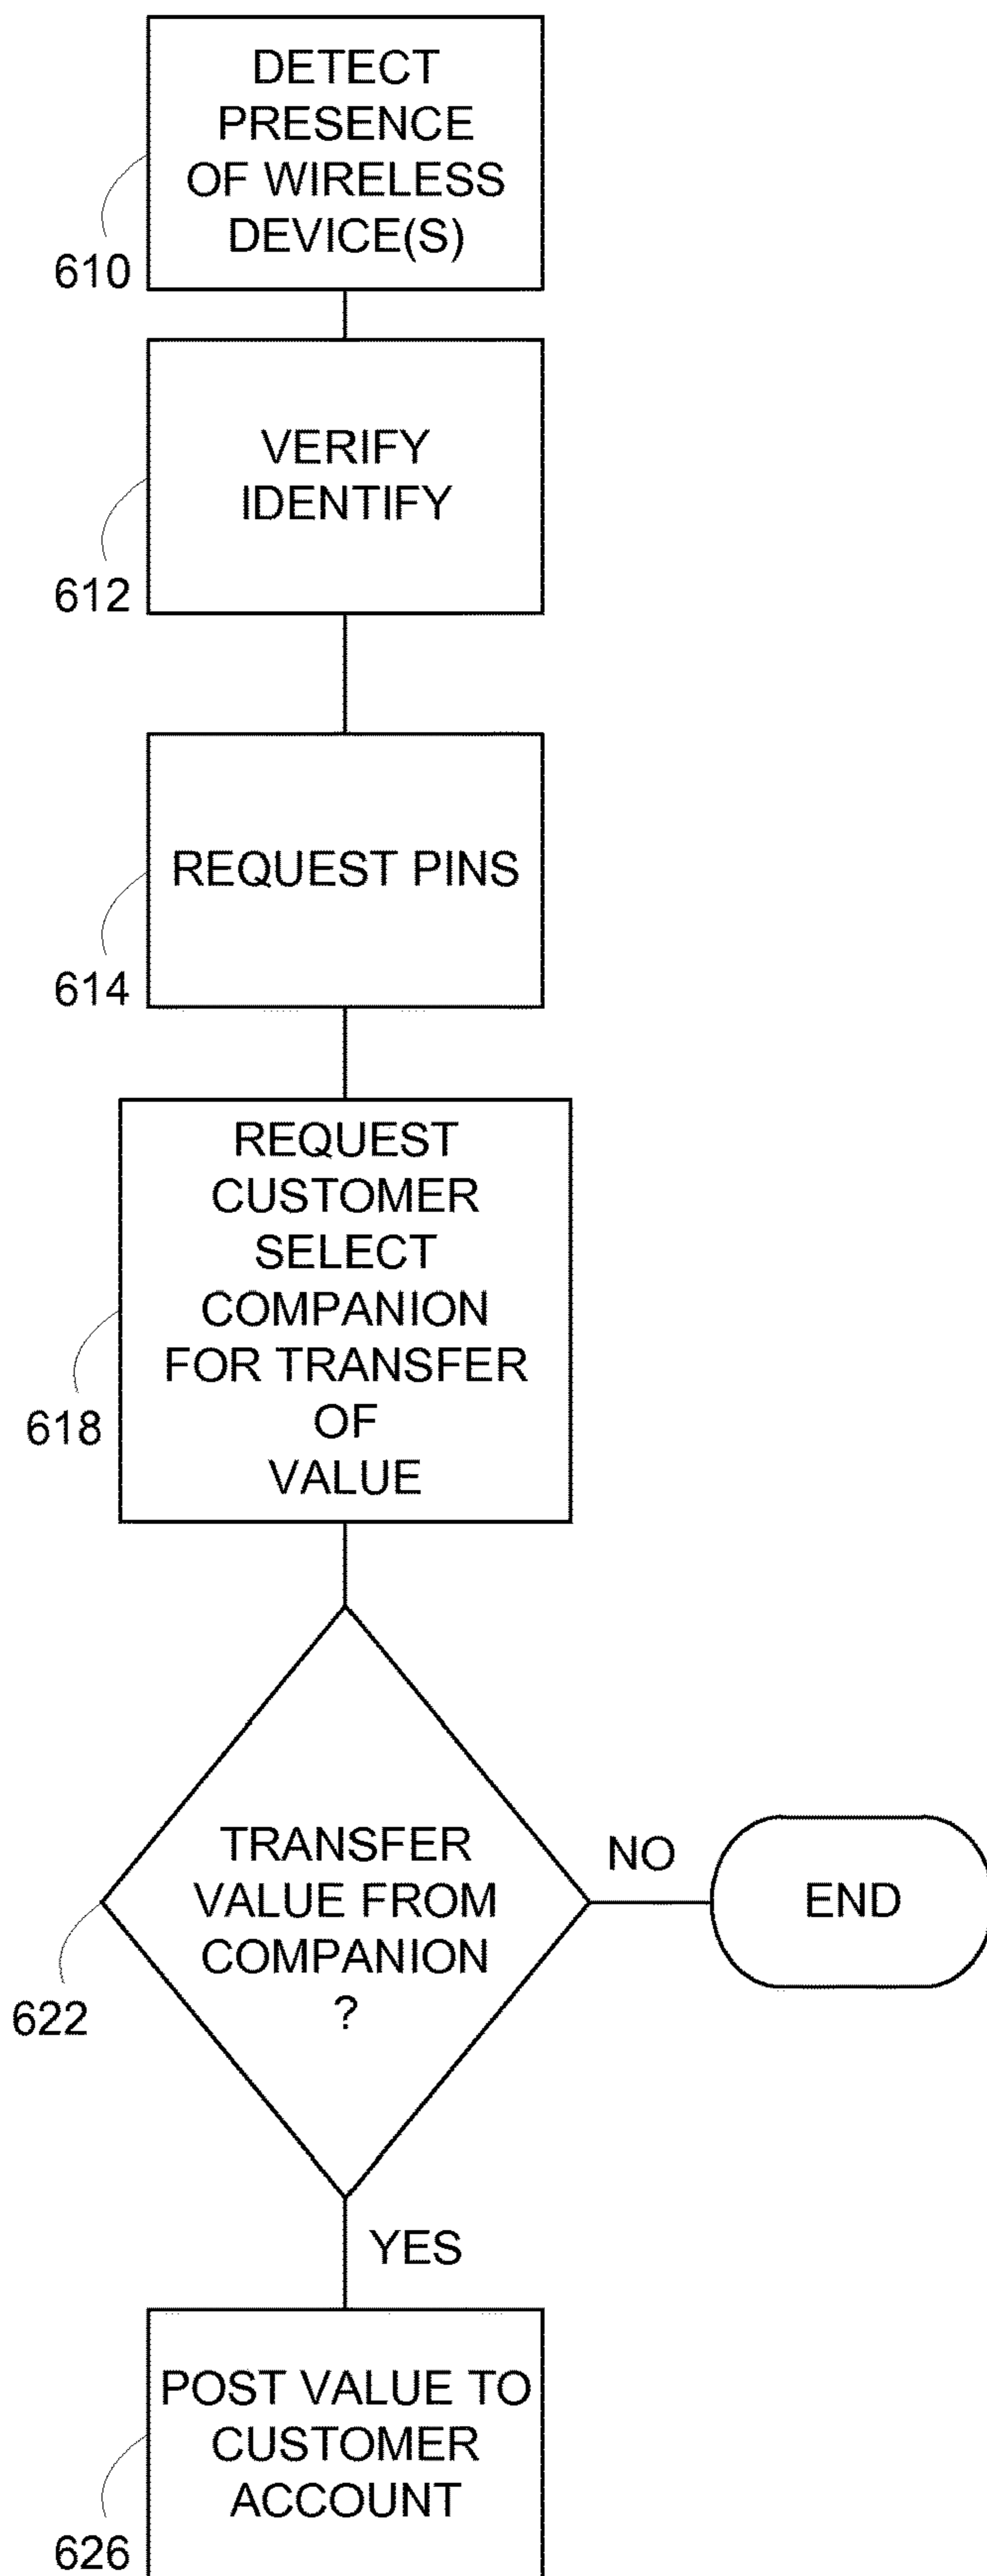 DETECT
PRESENCE
OF WIRELESS
DEVICE(S)
610
VERIFY
IDENTIFY
612
REQUEST PINS
614
REQUEST
CUSTOMER
SELECT
COMPANION
FOR TRANSFER
OF
VALUE
618
TRANSFER
VALUE FROM
COMPANION
?
NO
END
622
YES
POST VALUE TO
CUSTOMER
ACCOUNT
626